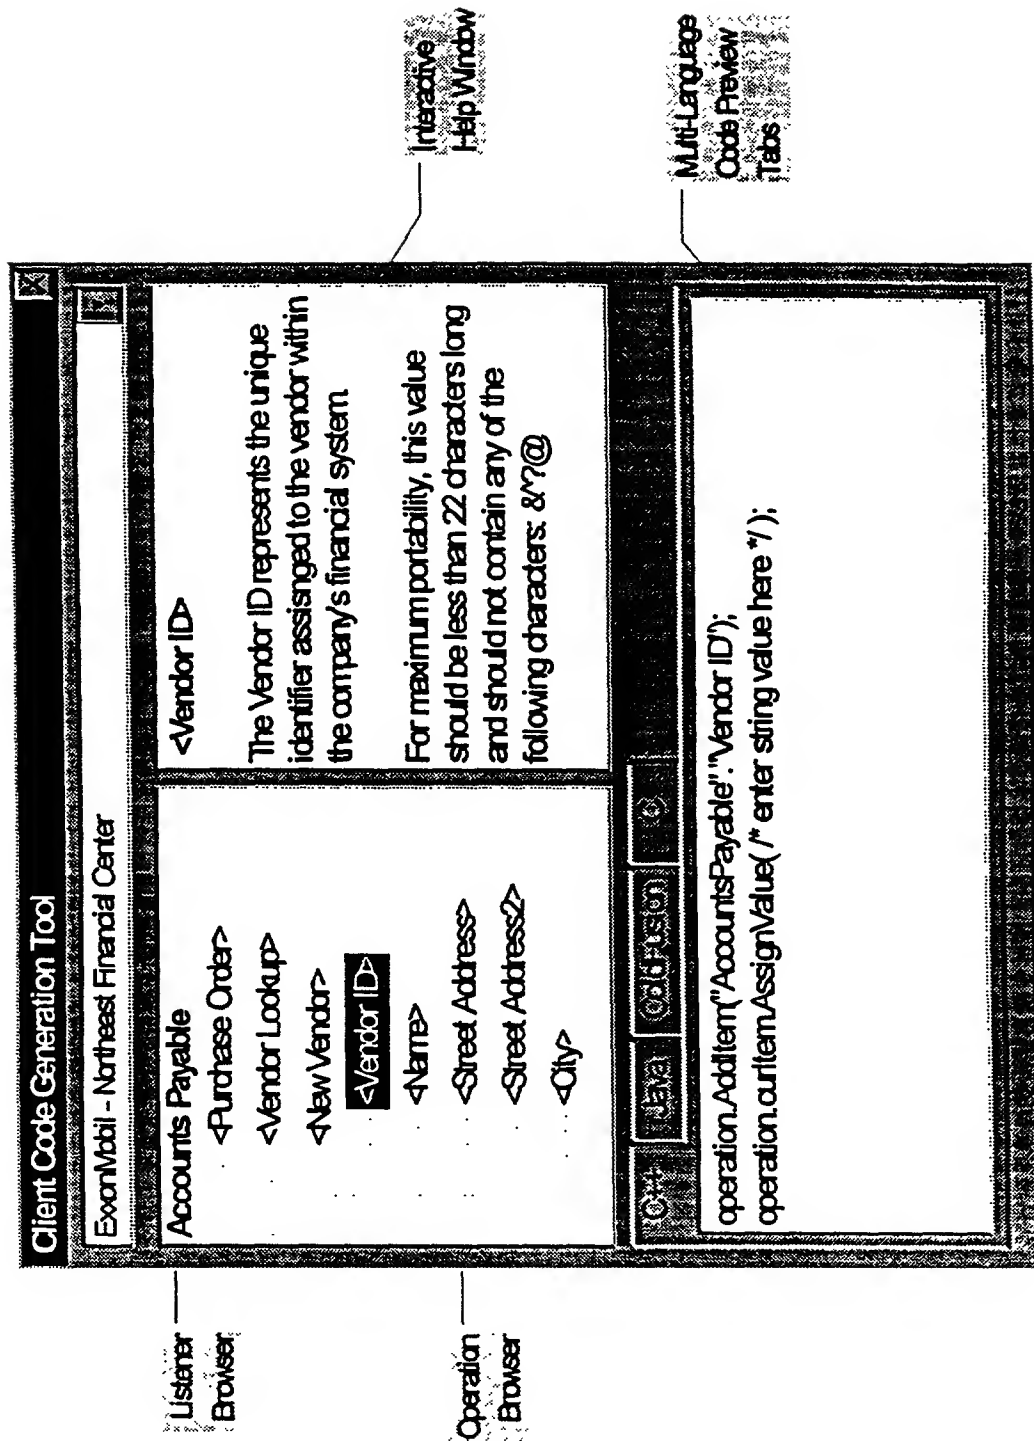 Client Code Generation Tool
ExxonMobil - Northeast Financial Center
Listener
Browser
Operation
Browser
Accounts Payable
<Purchase Order>
<Vendor Lookup>
<New Vendor>
<Vendor ID>
<Name>
<Street Address>
<Street Address2>
<City>
<Vendor ID>
The Vendor ID represents the unique
identifier assisnged to the vendor within
the company's financial system.
For maximum portability, this value
should be less than 22 characters long
and should not contain any of the
following characters: &^?@
Interactive
Help Window
C++
Java
Cold Fusion
operation.AddItem("AccountsPayable"."Vendor ID");
operation.curItem.AssignValue( /* enter string value here */ );
Multi-Language
Code Preview
Tabs